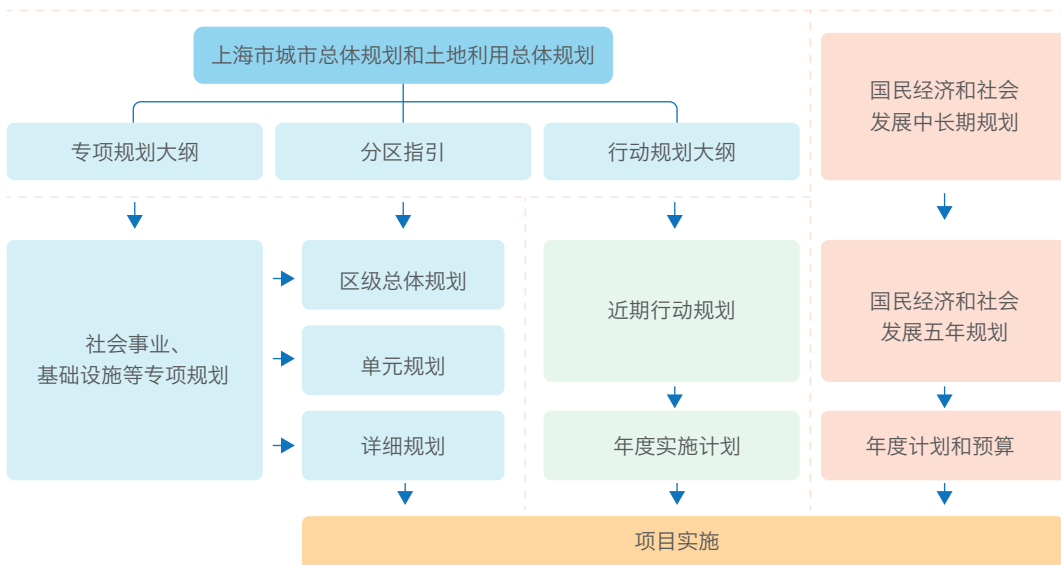 上海市城市总体规划和土地利用总体规划
国民经济和社会
发展中长期规划
专项规划大纲
分区指引
行动规划大纲
社会事业、
基础设施等专项规划
区级总体规划
单元规划
详细规划
近期行动规划
年度实施计划
国民经济和社会
发展五年规划
年度计划和预算
项目实施